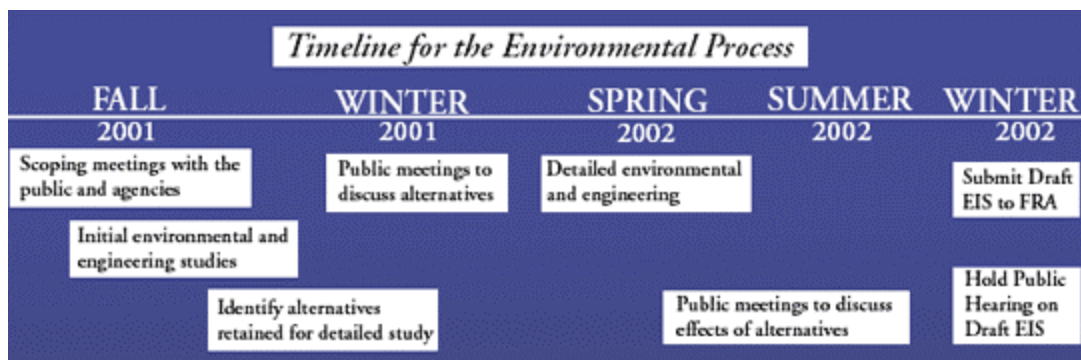 Timeline for the Environmental Process
FALL
2001
WINTER
2001
SPRING
2002
SUMMER
2002
WINTER
2002
Scoping meetings with the
public and agencies
Initial environmental and
engineering studies
Identify alternatives
retained for detailed study
Public meetings to
discuss alternatives
Detailed environmental
and engineering
Public meetings to discuss
effects of alternatives
Submit Draft
EIS to FRA
Hold Public
Hearing on
Draft EIS